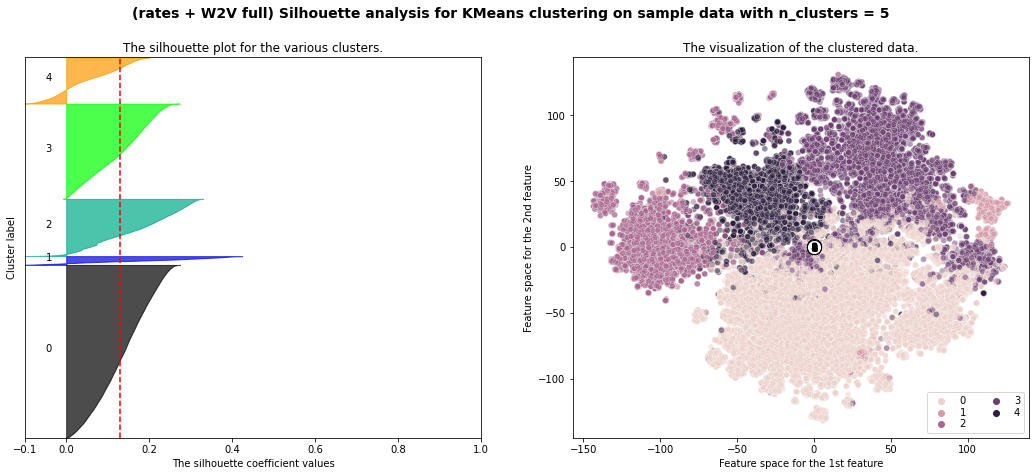 (rates + W2V full) Silhouette analysis for KMeans clustering on sample data with n_clusters = 5
The silhouette plot for the various clusters.
Cluster label
4
3
2
1
0
−0.1 0.0 0.2 0.4 0.6 0.8 1.0
The silhouette coefficient values
The visualization of the clustered data.
Feature space for the 2nd feature
100
50
0
−50
−100
0 3
1 4
2
−150 −100 −50 0 50 100
Feature space for the 1st feature